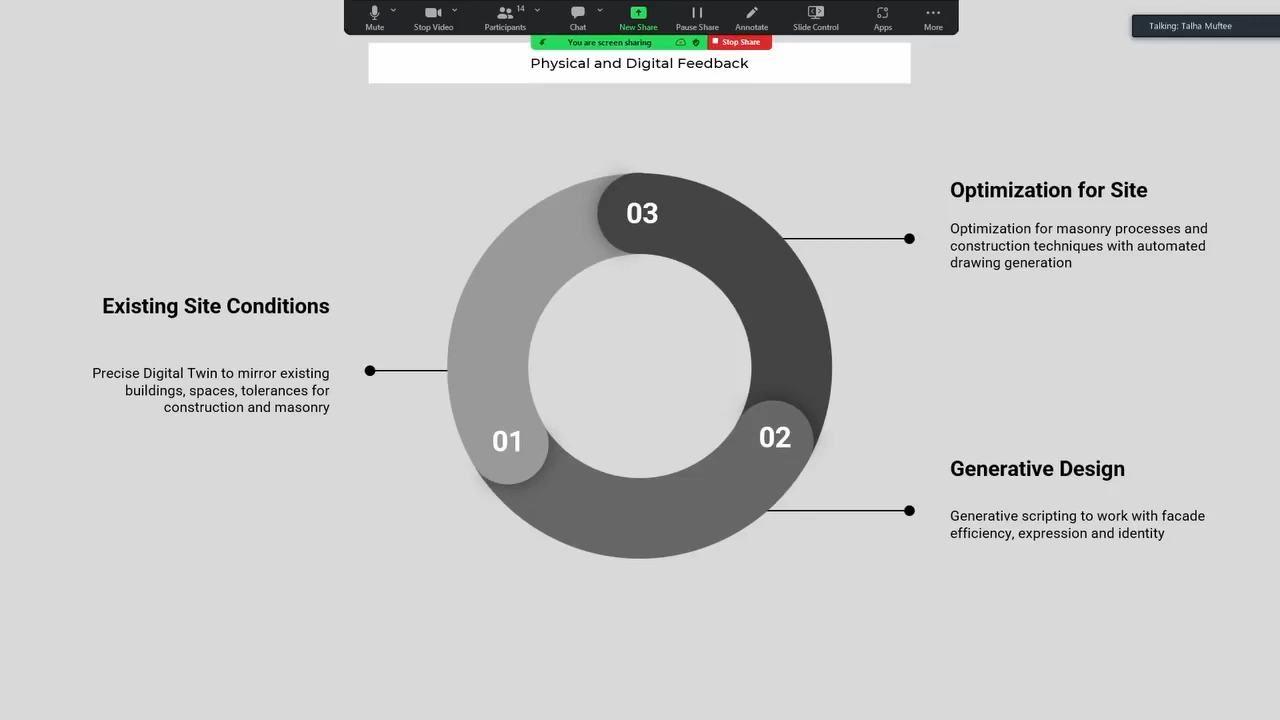 14
Mute
Stop Video
Participants
Chat
New Share
Pause Share
Annotate
Slide Control
Apps
More
Talking: Talha Muftee
You are screen sharing
Stop Share
Physical and Digital Feedback
03
Optimization for Site
Optimization for masonry processes and
construction techniques with automated
drawing generation
Existing Site Conditions
Precise Digital Twin to mirror existing
buildings, spaces, tolerances for
construction and masonry
01
02
Generative Design
Generative scripting to work with facade
efficiency, expression and identity